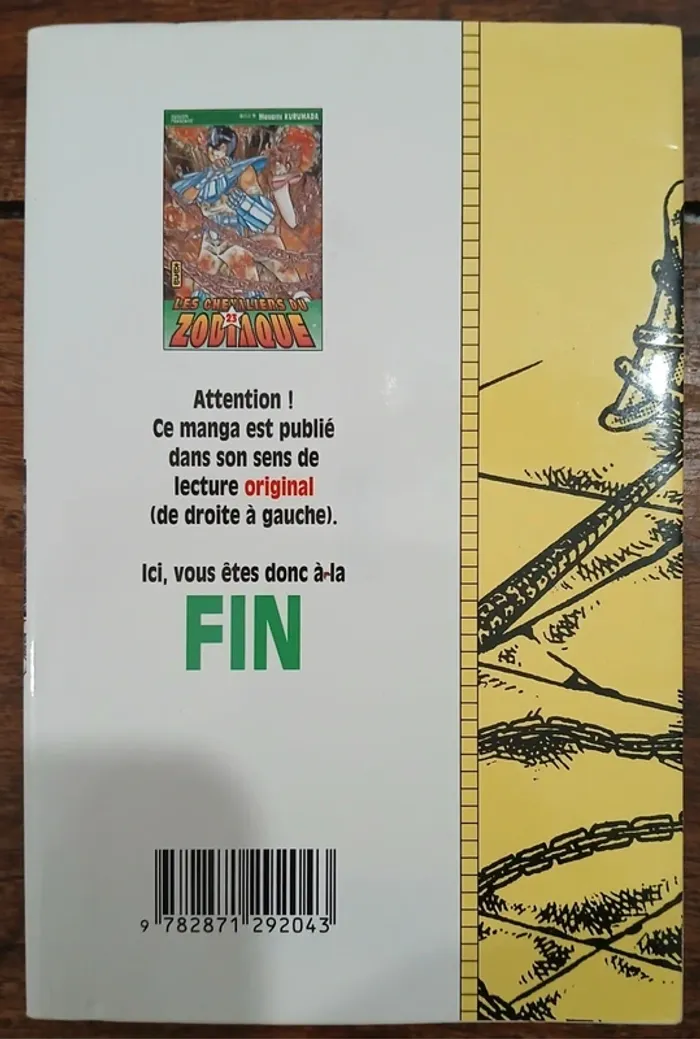 Masami KURUMADA
KANA
LES CHEVALIERS DU
23
ZODIAQUE
Attention !
Ce manga est publié
dans son sens de
lecture original
(de droite à gauche).
Ici, vous êtes donc à la
FIN
9 782871 292043